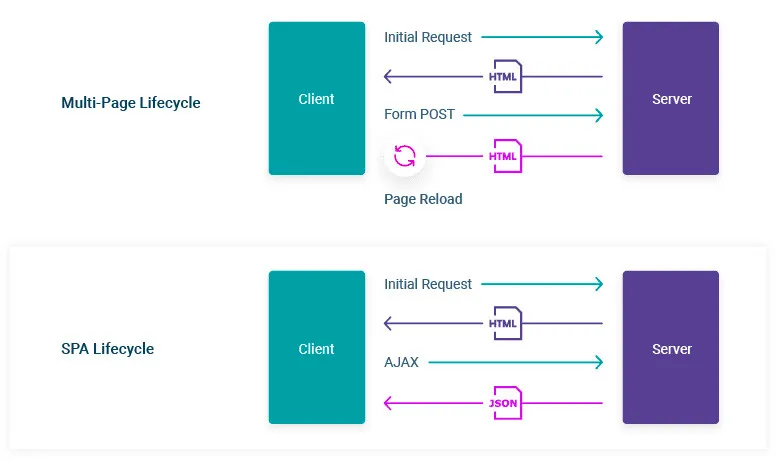 Initial Request
HTML
Multi-Page Lifecycle
Client
Server
Form POST
HTML
Page Reload
Initial Request
HTML
SPA Lifecycle
Client
Server
AJAX
JSON